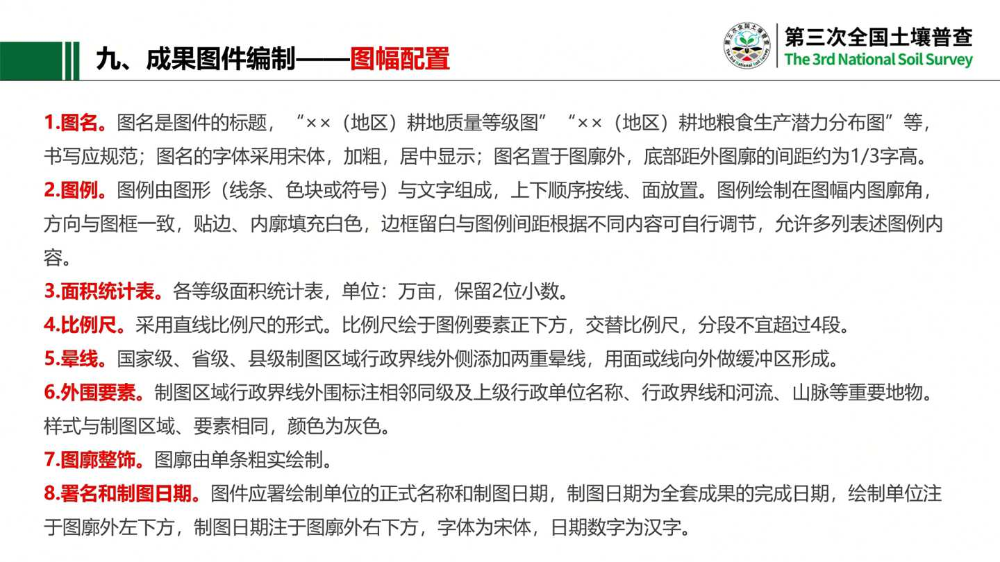 九、成果图件编制——图幅配置
第三次全国土壤普查
The 3rd National Soil Survey
第三次全国土壤普查
The 3rd National Soil Survey
1.图名。图名是图件的标题，“××（地区）耕地质量等级图”“××（地区）耕地粮食生产潜力分布图”等，
书写应规范；图名的字体采用宋体，加粗，居中显示；图名置于图廓外，底部距外图廓的间距约为1/3字高。
2.图例。图例由图形（线条、色块或符号）与文字组成，上下顺序按线、面放置。图例绘制在图幅内图廓角，
方向与图框一致，贴边、内廓填充白色，边框留白与图例间距根据不同内容可自行调节，允许多列表述图例内
容。
3.面积统计表。各等级面积统计表，单位：万亩，保留2位小数。
4.比例尺。采用直线比例尺的形式。比例尺绘于图例要素正下方，交替比例尺，分段不宜超过4段。
5.晕线。国家级、省级、县级制图区域行政界线外侧添加两重晕线，用面或线向外做缓冲区形成。
6.外围要素。制图区域行政界线外围标注相邻同级及上级行政单位名称、行政界线和河流、山脉等重要地物。
样式与制图区域、要素相同，颜色为灰色。
7.图廓整饰。图廓由单条粗实绘制。
8.署名和制图日期。图件应署绘制单位的正式名称和制图日期，制图日期为全套成果的完成日期，绘制单位注
于图廓外左下方，制图日期注于图廓外右下方，字体为宋体，日期数字为汉字。